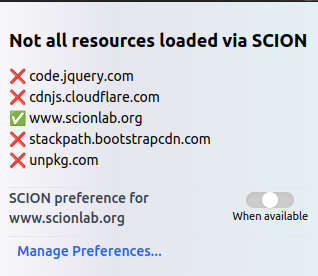 Not all resources loaded via SCION
❌ code.jquery.com
❌ cdnjs.cloudflare.com
✅ www.scionlab.org
❌ stackpath.bootstrapcdn.com
❌ unpkg.com
SCION preference for
www.scionlab.org
When available
Manage Preferences...